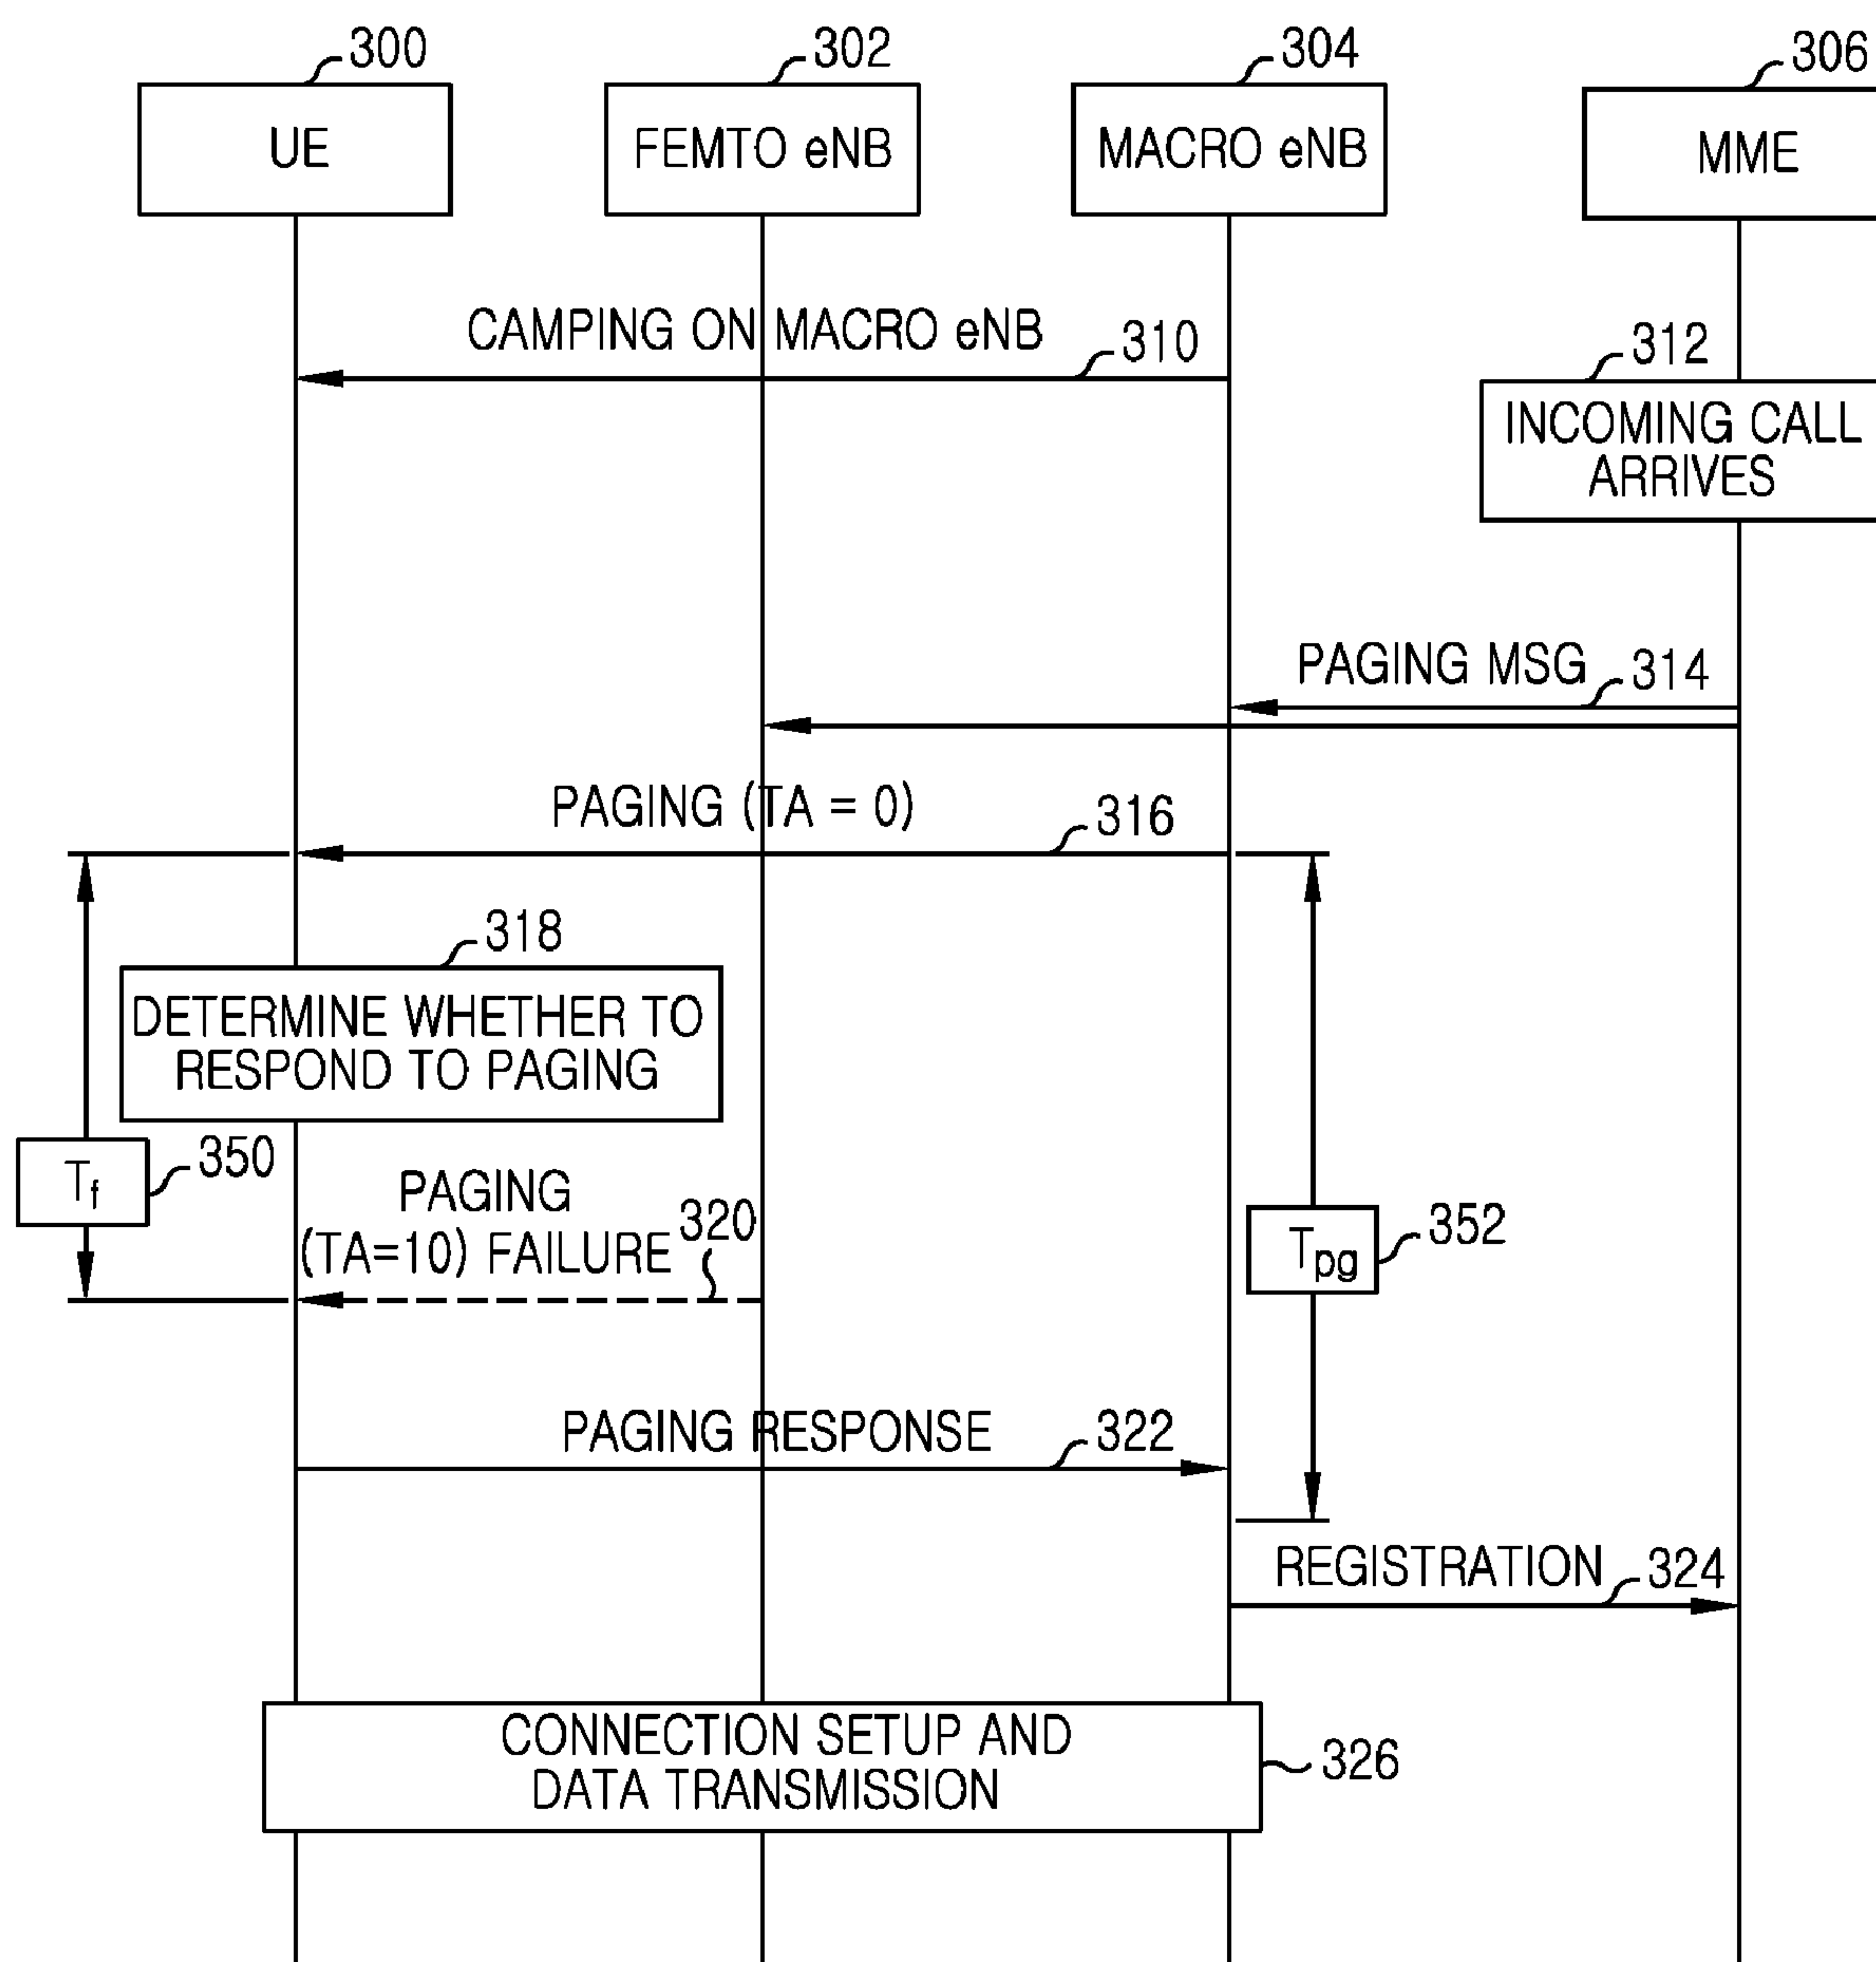 300
302
304
306
UE
FEMTO eNB
MACRO eNB
MME
CAMPING ON MACRO eNB
310
312
INCOMING CALL
ARRIVES
PAGING MSG
314
PAGING (TA = 0)
316
318
DETERMINE WHETHER TO
RESPOND TO PAGING
Tf
350
PAGING
(TA=10) FAILURE
320
Tpg
352
PAGING RESPONSE
322
REGISTRATION
324
CONNECTION SETUP AND
DATA TRANSMISSION
326